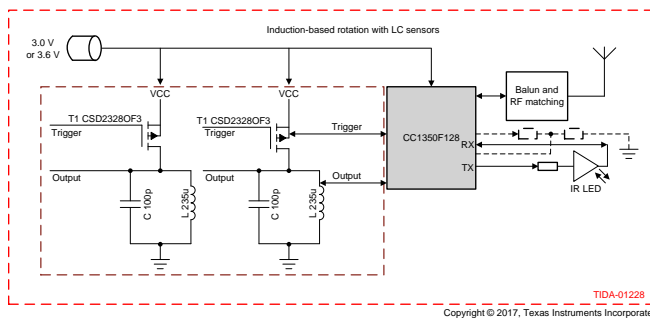 Induction-based rotation with LC sensors
3.0 V
or 3.6 V
VCC
VCC
T1 CSD2328OF3
Trigger
T1 CSD2328OF3
Trigger
Trigger
Output
Output
Output
C 100p
L 235u
C 100p
L 235u
CC1350F128
RX
TX
Balun and
RF matching
IR LED
TIDA-01228
Copyright © 2017, Texas Instruments Incorporate